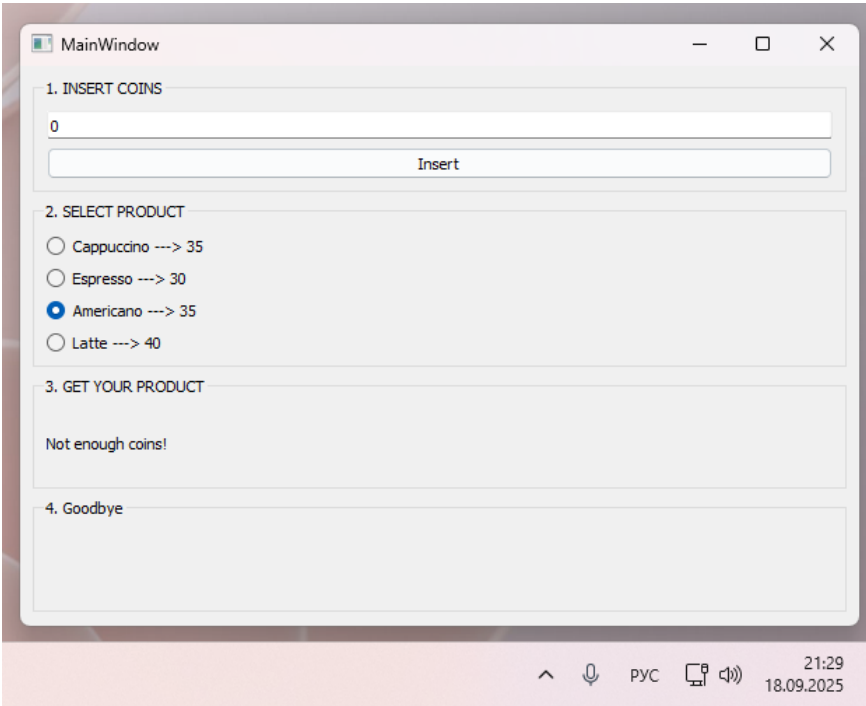 MainWindow
1. INSERT COINS
0
Insert
2. SELECT PRODUCT
Cappuccino ---> 35
Espresso ---> 30
Americano ---> 35
Latte ---> 40
3. GET YOUR PRODUCT
Not enough coins!
4. Goodbye
РУС
21:29
18.09.2025